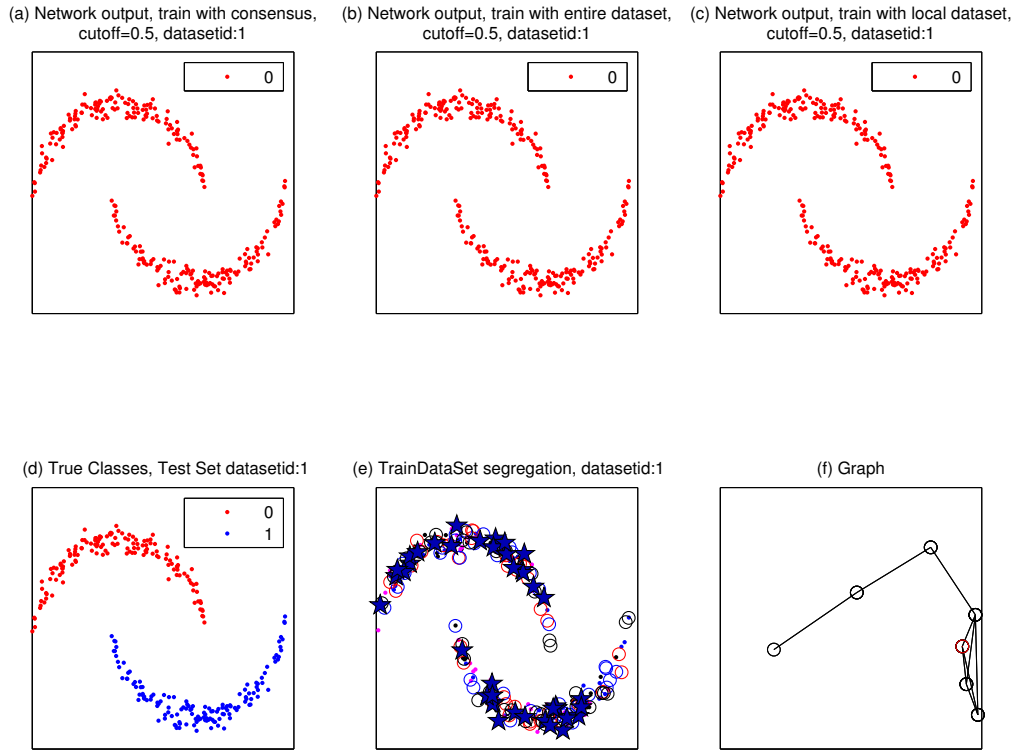 (a) Network output, train with consensus,
cutoff=0.5, datasetid:1
0
(b) Network output, train with entire dataset,
cutoff=0.5, datasetid:1
0
(c) Network output, train with local dataset,
cutoff=0.5, datasetid:1
0
(d) True Classes, Test Set datasetid:1
0
1
(e) TrainDataSet segregation, datasetid:1
(f) Graph